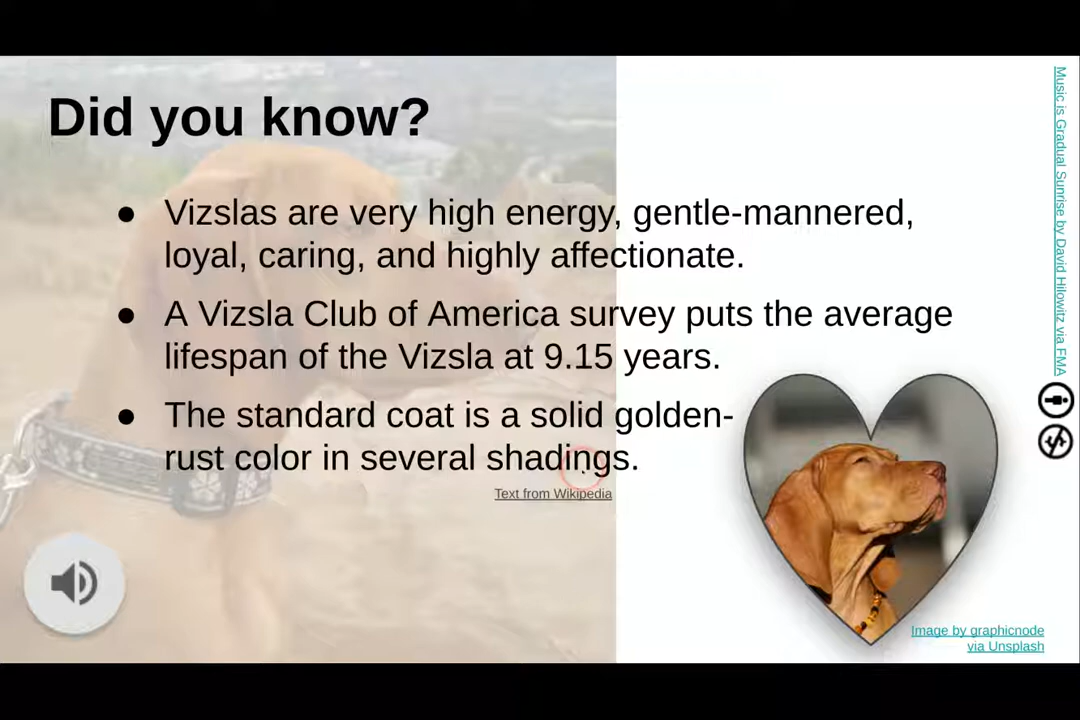 Did you know?
● Vizslas are very high energy, gentle-mannered,
loyal, caring, and highly affectionate.
● A Vizsla Club of America survey puts the average
lifespan of the Vizsla at 9.15 years.
● The standard coat is a solid golden-
rust color in several shadings.
Text from Wikipedia
Image by graphicnode
via Unsplash
Music is Gradual Sunrise by David Hilowitz via FMA